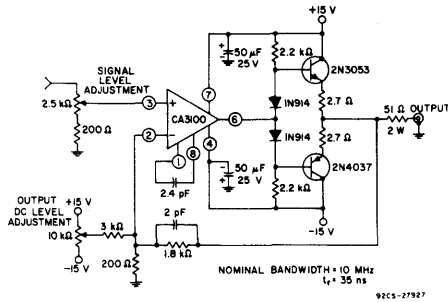 +15 V
50 µF
25 V
2.2 kΩ
2N3053
SIGNAL
LEVEL
ADJUSTMENT
2.5 kΩ
200 Ω
3
+
CA3100
7
6
2
−
1
8
4
2.4 pF
1N914
1N914
2.7 Ω
2.7 Ω
51 Ω OUTPUT
2 W
50 µF
25 V
2.2 kΩ
2N4037
−15 V
OUTPUT
DC LEVEL
ADJUSTMENT
+15 V
10 kΩ
−15 V
3 kΩ
200 Ω
2 pF
1.8 kΩ
NOMINAL BANDWIDTH = 10 MHz
tr = 35 ns
92CS-27927